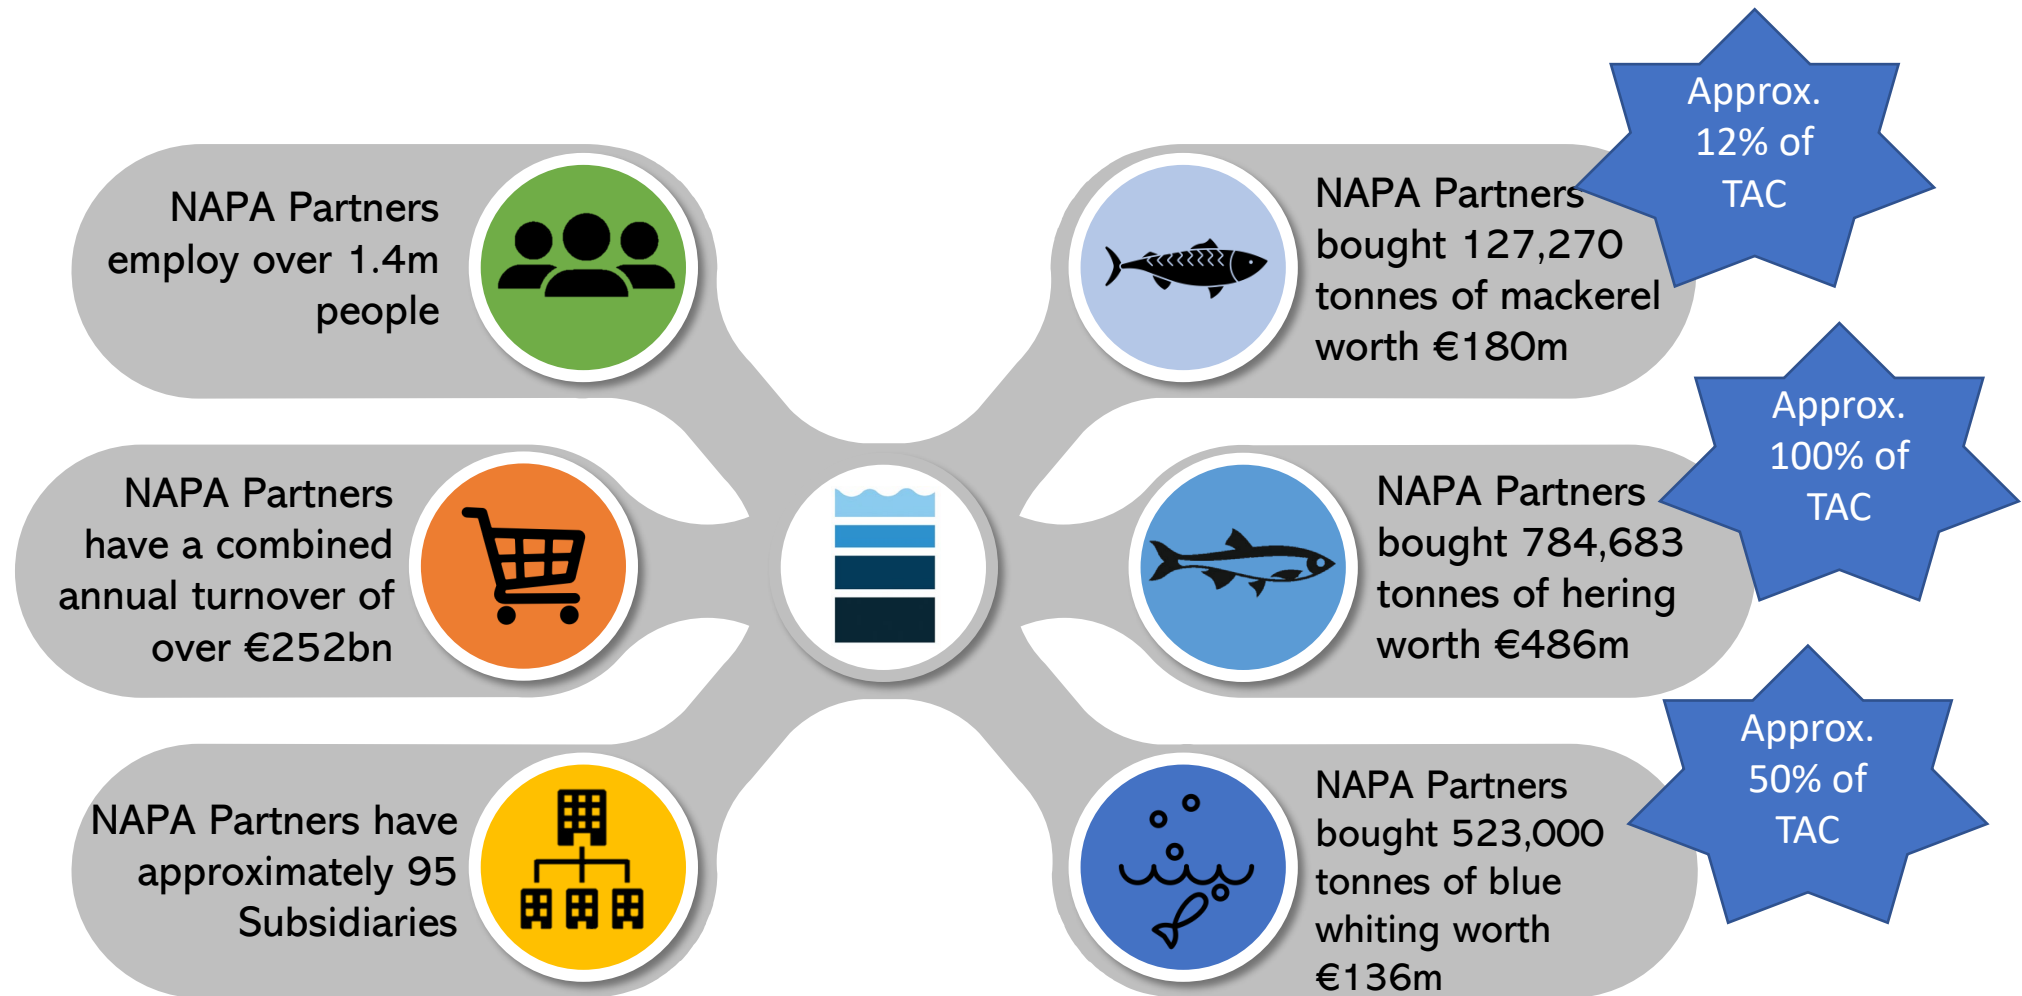 NAPA Partners
employ over 1.4m
people
NAPA Partners
have a combined
annual turnover of
over €252bn
NAPA Partners have
approximately 95
Subsidiaries
NAPA Partners
bought 127,270
tonnes of mackerel
worth €180m
Approx.
12% of
TAC
NAPA Partners
bought 784,683
tonnes of hering
worth €486m
Approx.
100% of
TAC
NAPA Partners
bought 523,000
tonnes of blue
whiting worth
€136m
Approx.
50% of
TAC